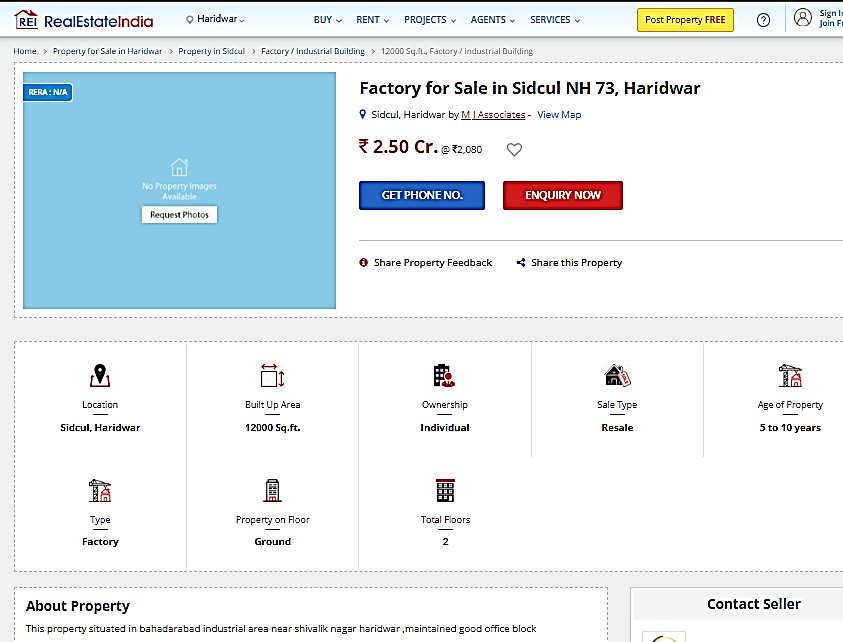 REI RealEstateIndia
Haridwar
BUY RENT PROJECTS AGENTS SERVICES
Post Property FREE
?
Sign
Join
Home > Property for Sale in Haridwar > Property in Sidcul > Factory / Industrial Building > 12000 Sq.ft., Factory / Industrial Building
RERA : N/A
No Property Images
Available
Request Photos
Factory for Sale in Sidcul NH 73, Haridwar
Sidcul, Haridwar by M J Associates - View Map
₹ 2.50 Cr. @ ₹2,080
GET PHONE NO. ENQUIRY NOW
Share Property Feedback Share this Property
Location
Sidcul, Haridwar
Built Up Area
12000 Sq.ft.
Ownership
Individual
Sale Type
Resale
Age of Property
5 to 10 years
Type
Factory
Property on Floor
Ground
Total Floors
2
About Property
This property situated in bahadarabad industrial area near shivalik nagar haridwar ,maintained good office block
Contact Seller